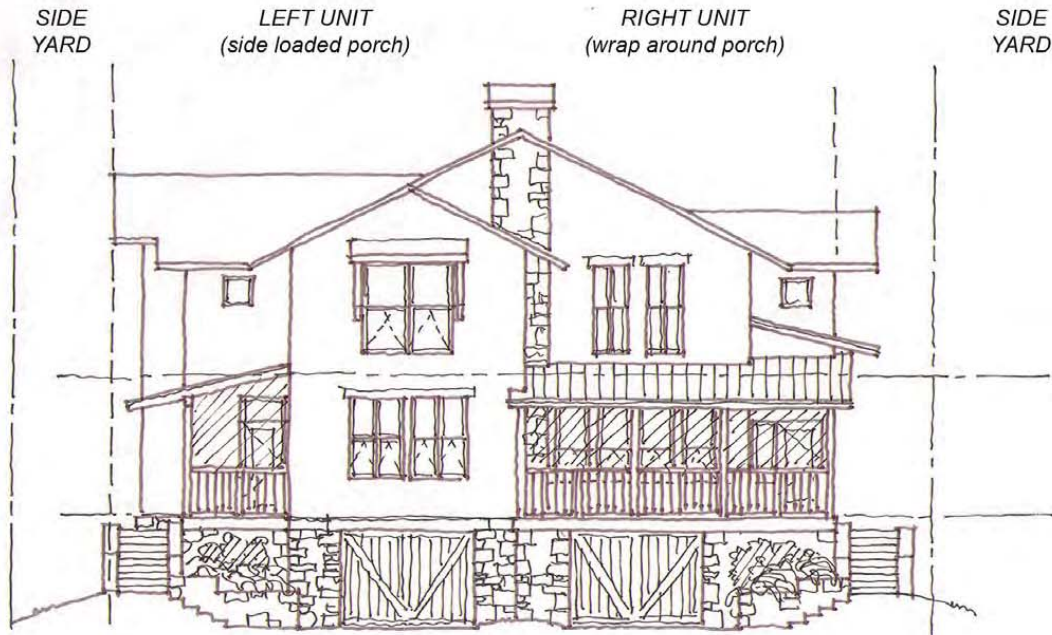 SIDE
YARD
LEFT UNIT
(side loaded porch)
RIGHT UNIT
(wrap around porch)
SIDE
YARD